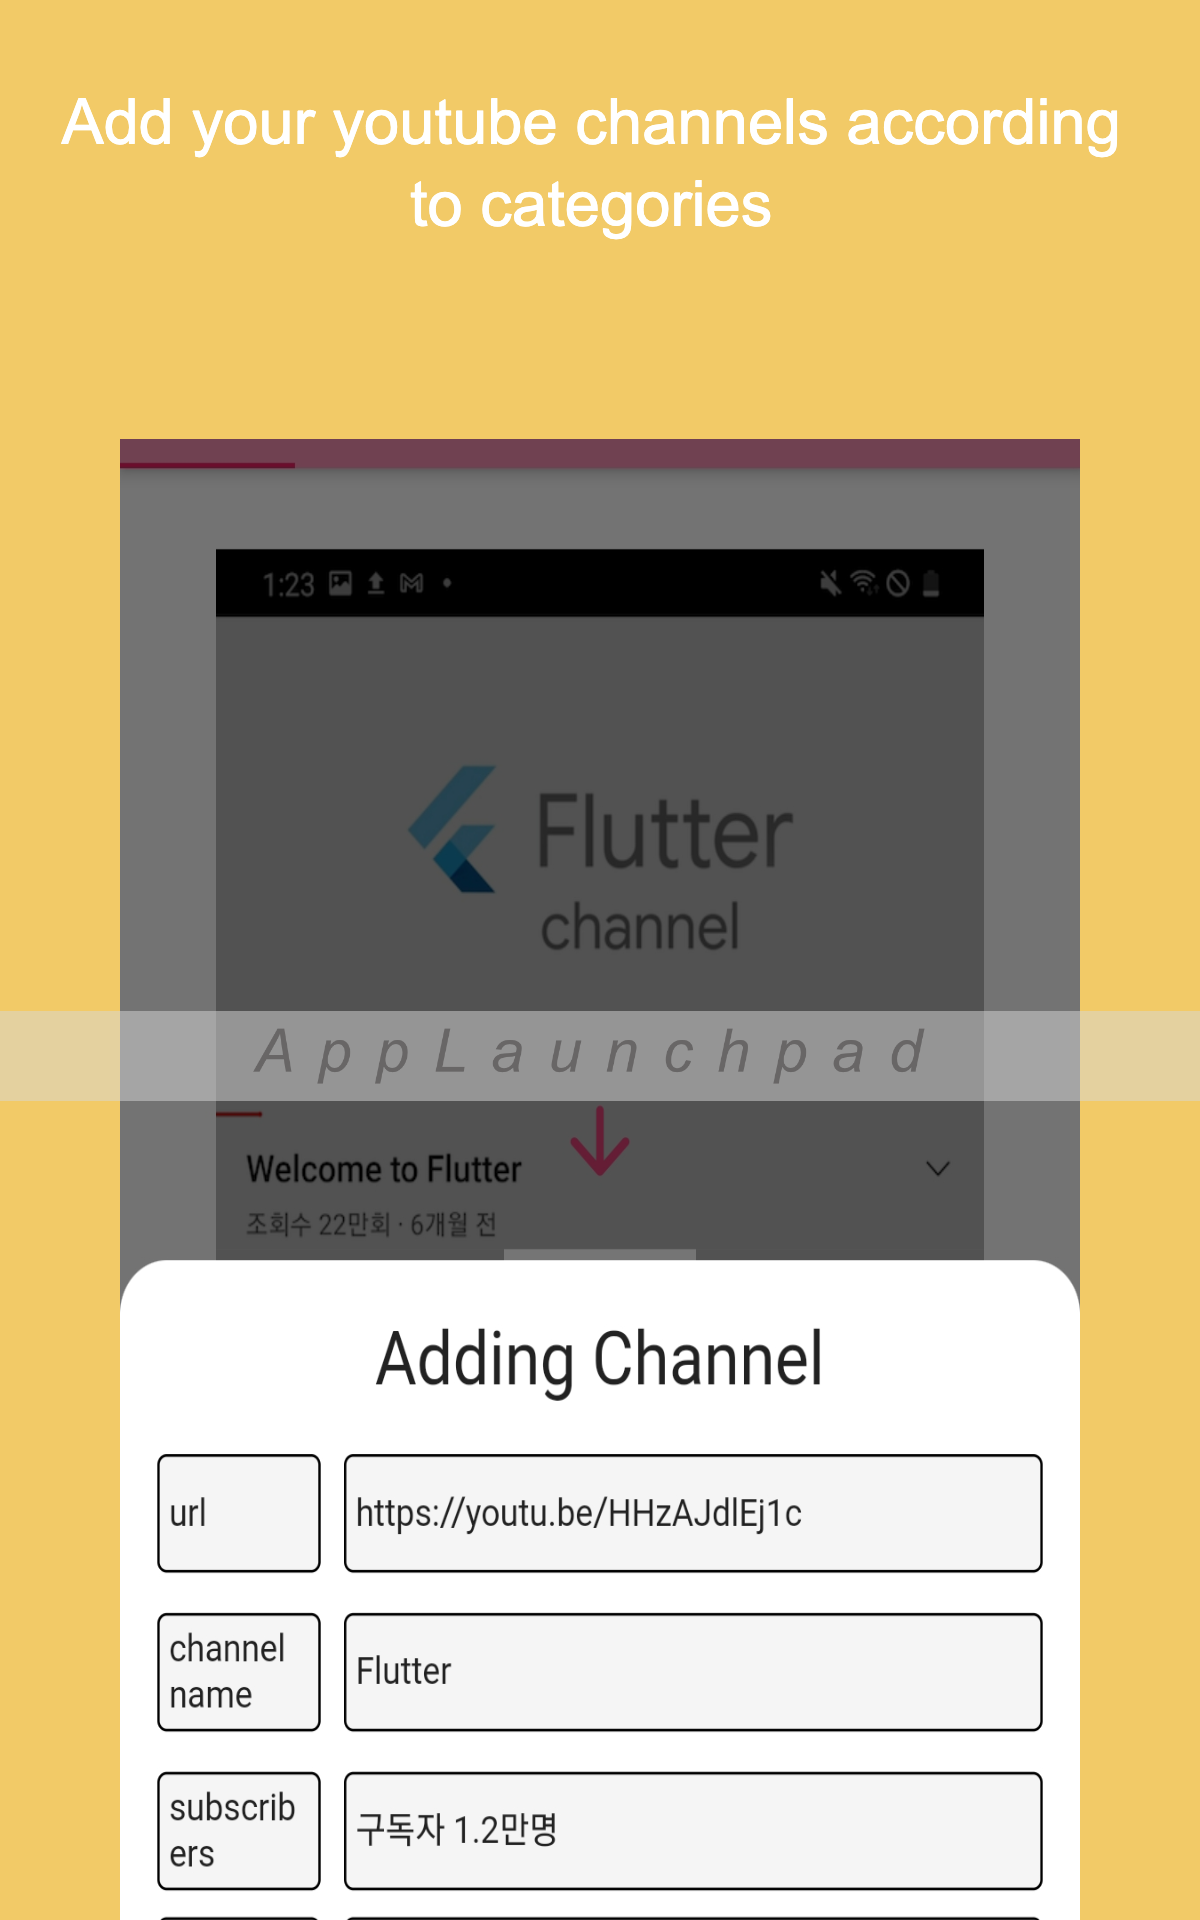 Add your youtube channels according
to categories
1:23
Flutter
channel
AppLaunchpad
Welcome to Flutter
조회수 22만회 · 6개월 전
Adding Channel
url
https://youtu.be/HHzAJdlEj1c
channel
name
Flutter
subscrib
ers
구독자 1.2만명